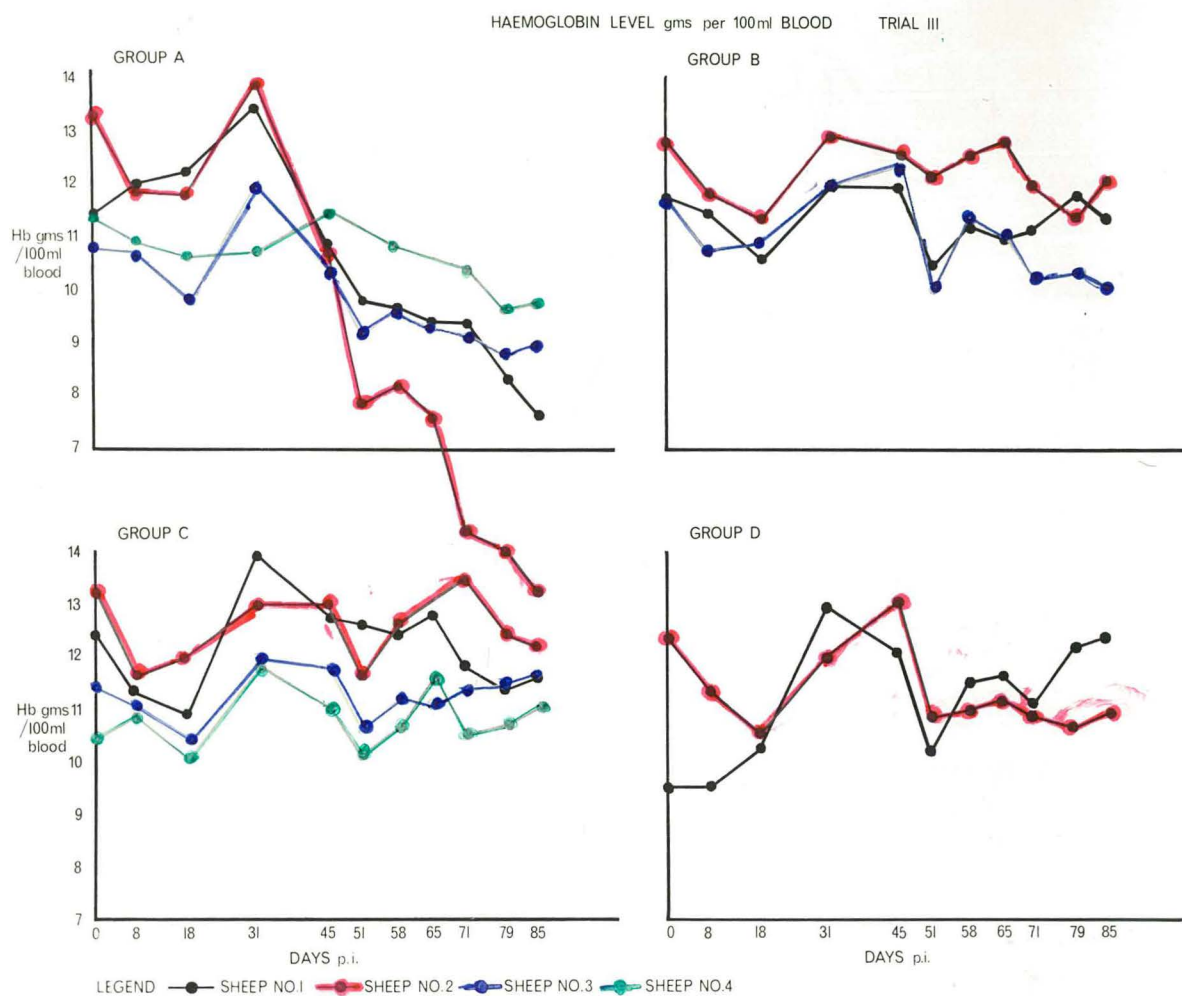 HAEMOGLOBIN LEVEL gms per 100ml BLOOD TRIAL III
GROUP A
14
13
12
Hb gms 11
/100ml
blood
10
9
8
7
GROUP B
GROUP C
14
13
12
Hb gms 11
/100ml
blood
10
9
8
7
0 8 18 31 45 51 58 65 71 79 85
DAYS p.i.
GROUP D
0 8 18 31 45 51 58 65 71 79 85
DAYS p.i.
LEGEND SHEEP NO.1 SHEEP NO.2 SHEEP NO.3 SHEEP NO.4